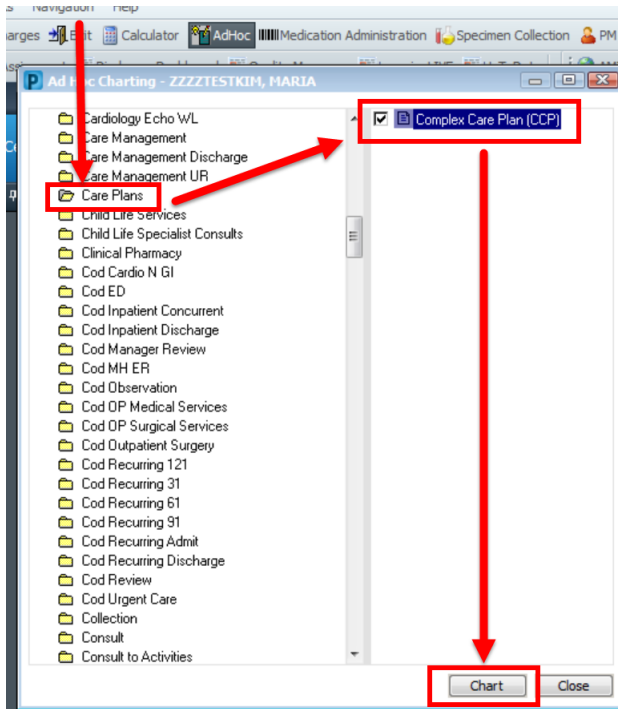 Navigation Help
arges Exit Calculator AdHoc Medication Administration Specimen Collection PM
P Ad Hoc Charting - ZZZZTESTKIM, MARIA
Cardiology Echo WL
Care Management
Care Management Discharge
Care Management UR
Care Plans
Child Life Services
Child Life Specialist Consults
Clinical Pharmacy
Cod Cardio N GI
Cod ED
Cod Inpatient Concurrent
Cod Inpatient Discharge
Cod Manager Review
Cod MH ER
Cod Observation
Cod OP Medical Services
Cod OP Surgical Services
Cod Outpatient Surgery
Cod Recurring 121
Cod Recurring 31
Cod Recurring 61
Cod Recurring 91
Cod Recurring Admit
Cod Recurring Discharge
Cod Review
Cod Urgent Care
Collection
Consult
Consult to Activities
Complex Care Plan (CCP)
Chart Close